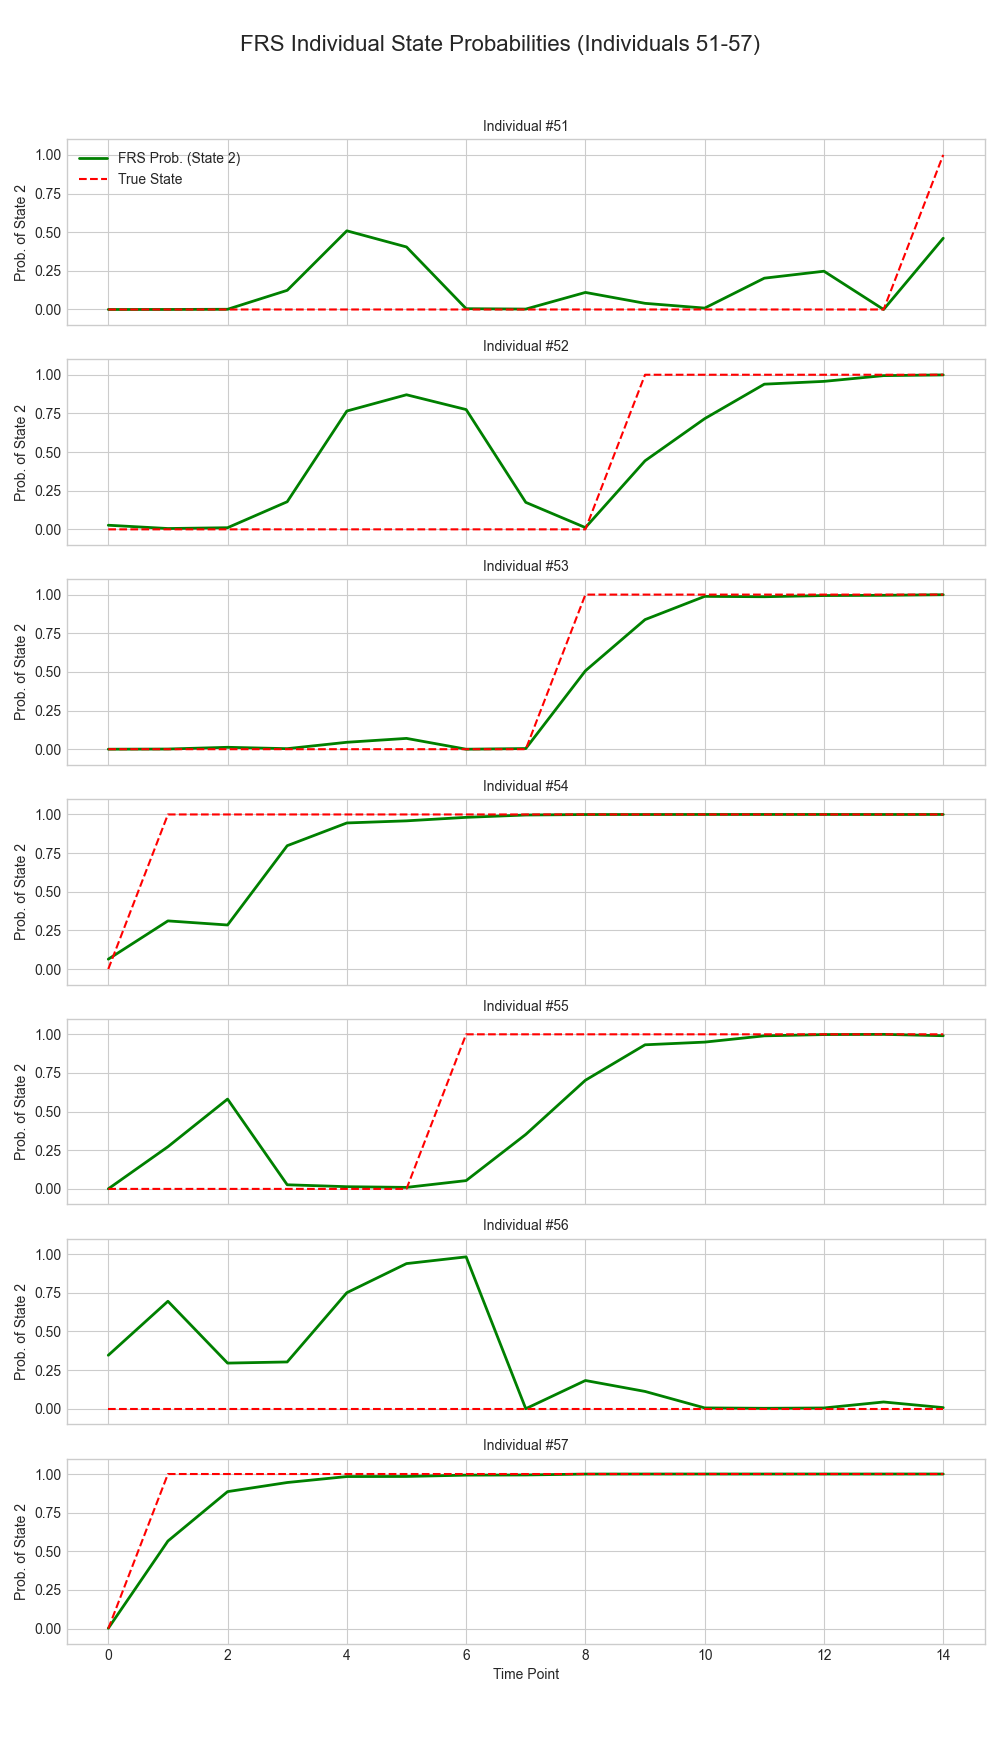 FRS Individual State Probabilities (Individuals 51-57)
Individual #51
1.00
0.75
0.50
0.25
0.00
Prob. of State 2
FRS Prob. (State 2)
True State
Individual #52
1.00
0.75
0.50
0.25
0.00
Prob. of State 2
Individual #53
1.00
0.75
0.50
0.25
0.00
Prob. of State 2
Individual #54
1.00
0.75
0.50
0.25
0.00
Prob. of State 2
Individual #55
1.00
0.75
0.50
0.25
0.00
Prob. of State 2
Individual #56
1.00
0.75
0.50
0.25
0.00
Prob. of State 2
Individual #57
1.00
0.75
0.50
0.25
0.00
Prob. of State 2
0 2 4 6 8 10 12 14
Time Point